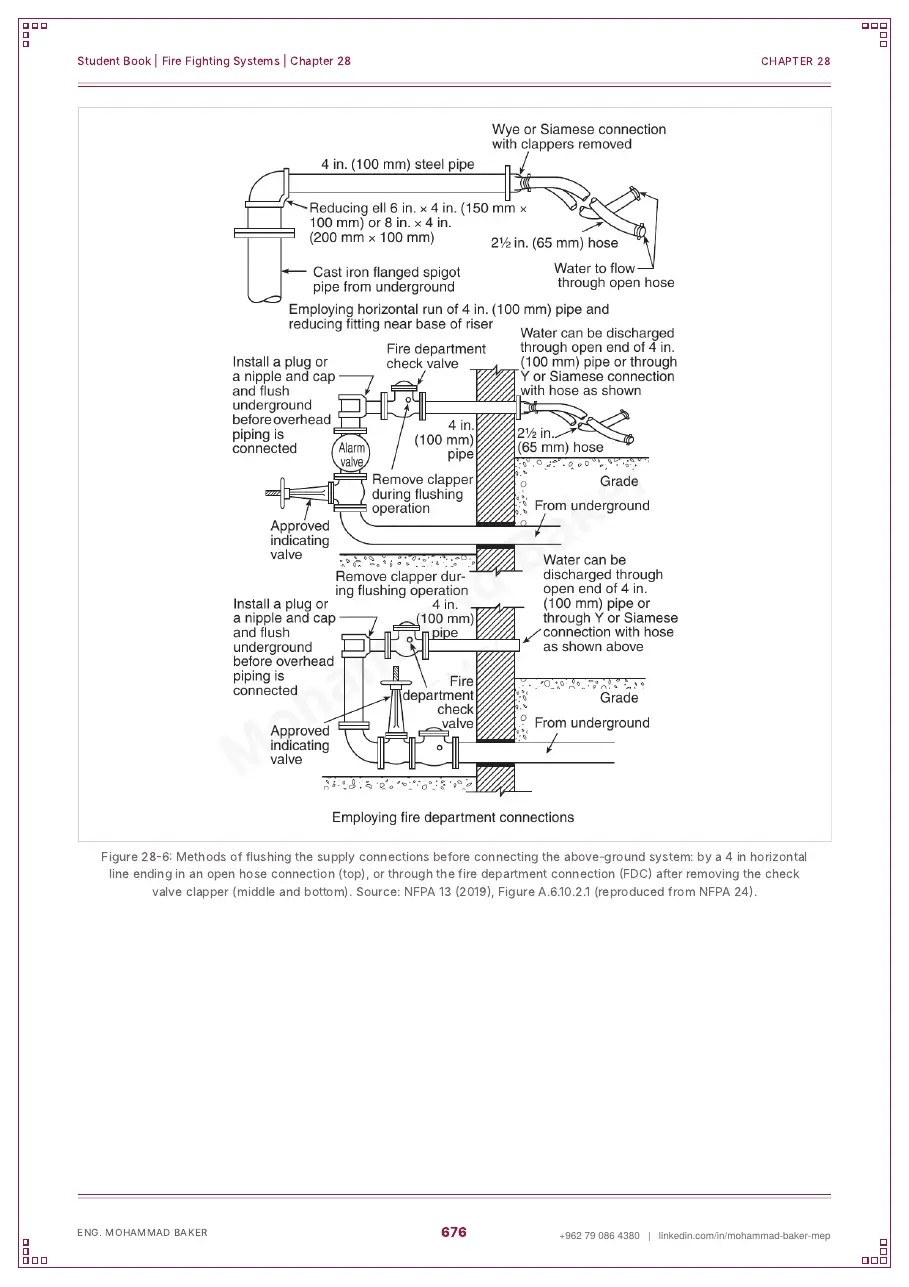 Student Book | Fire Fighting Systems | Chapter 28
CHAPTER 28
Wye or Siamese connection
with clappers removed
4 in. (100 mm) steel pipe
Reducing ell 6 in. × 4 in. (150 mm ×
100 mm) or 8 in. × 4 in.
(200 mm × 100 mm)
2½ in. (65 mm) hose
Water to flow
through open hose
Cast iron flanged spigot
pipe from underground
Employing horizontal run of 4 in. (100 mm) pipe and
reducing fitting near base of riser
Water can be discharged
through open end of 4 in.
(100 mm) pipe or through
Y or Siamese connection
with hose as shown
Fire department
check valve
Install a plug or
a nipple and cap
and flush
underground
before overhead
piping is
connected
4 in.
(100 mm)
pipe
2½ in.
(65 mm) hose
Alarm
valve
Remove clapper
during flushing
operation
Grade
From underground
Approved
indicating
valve
Water can be
discharged through
open end of 4 in.
(100 mm) pipe or
through Y or Siamese
connection with hose
as shown above
Remove clapper dur-
ing flushing operation
4 in.
(100 mm)
pipe
Install a plug or
a nipple and cap
and flush
underground
before overhead
piping is
connected
Fire
department
check
valve
Grade
From underground
Approved
indicating
valve
Employing fire department connections
Figure 28-6: Methods of flushing the supply connections before connecting the above-ground system: by a 4 in horizontal
line ending in an open hose connection (top), or through the fire department connection (FDC) after removing the check
valve clapper (middle and bottom). Source: NFPA 13 (2019), Figure A.6.10.2.1 (reproduced from NFPA 24).
ENG. MOHAMMAD BAKER
676
+962 79 086 4380 | linkedin.com/in/mohammad-baker-mep